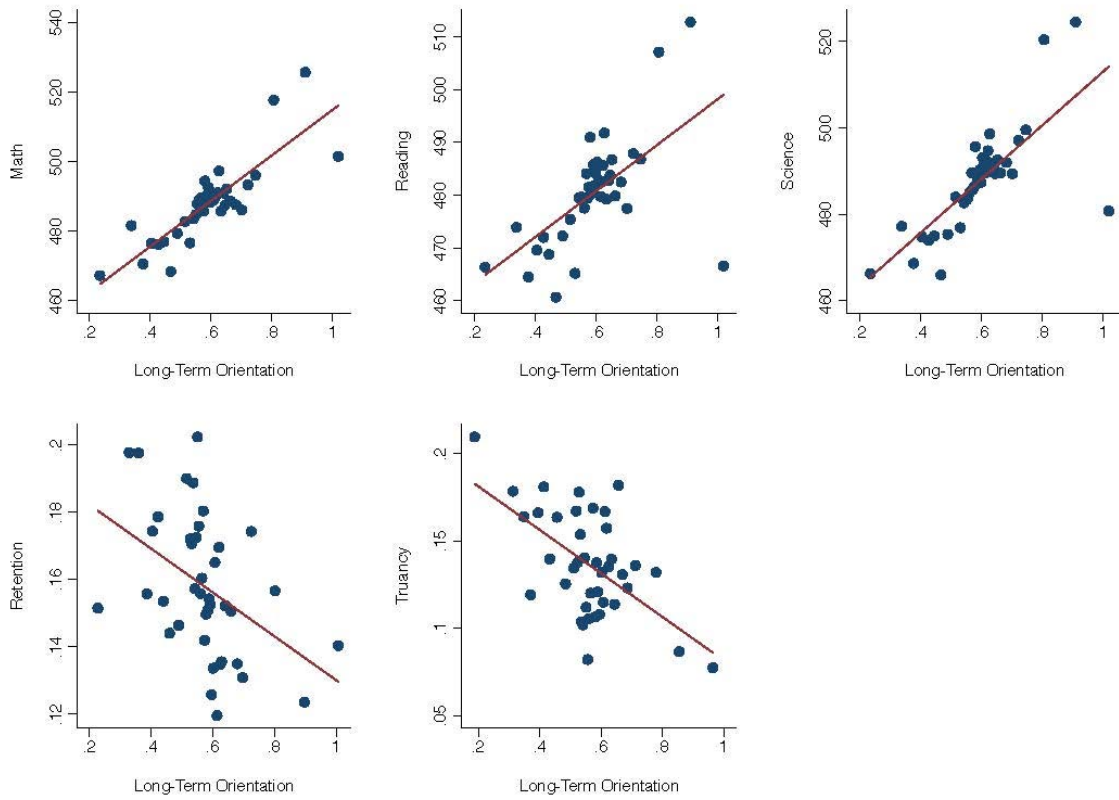 Math
460 480 500 520 540
.2 .4 .6 .8 1
Long-Term Orientation
Reading
460 470 480 490 500 510
.2 .4 .6 .8 1
Long-Term Orientation
Science
460 480 500 520
.2 .4 .6 .8 1
Long-Term Orientation
Retention
.12 .14 .16 .18 .2
.2 .4 .6 .8 1
Long-Term Orientation
Truancy
.05 .1 .15 .2
.2 .4 .6 .8 1
Long-Term Orientation